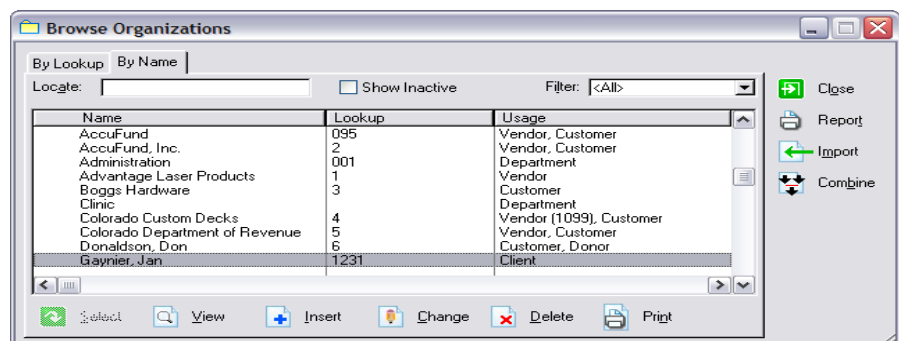 Browse Organizations
By Lookup By Name
Locate: Show Inactive Filter: <All> Close
Name Lookup Usage Report
AccuFund 095 Vendor, Customer
AccuFund, Inc. 2 Vendor, Customer Import
Administration 001 Department
Advantage Laser Products 1 Vendor Combine
Boggs Hardware 3 Customer
Clinic Department
Colorado Custom Decks 4 Vendor (1099), Customer
Colorado Department of Revenue 5 Vendor, Customer
Donaldson, Don 6 Customer, Donor
Gaynier, Jan 1231 Client
Select View Insert Change Delete Print